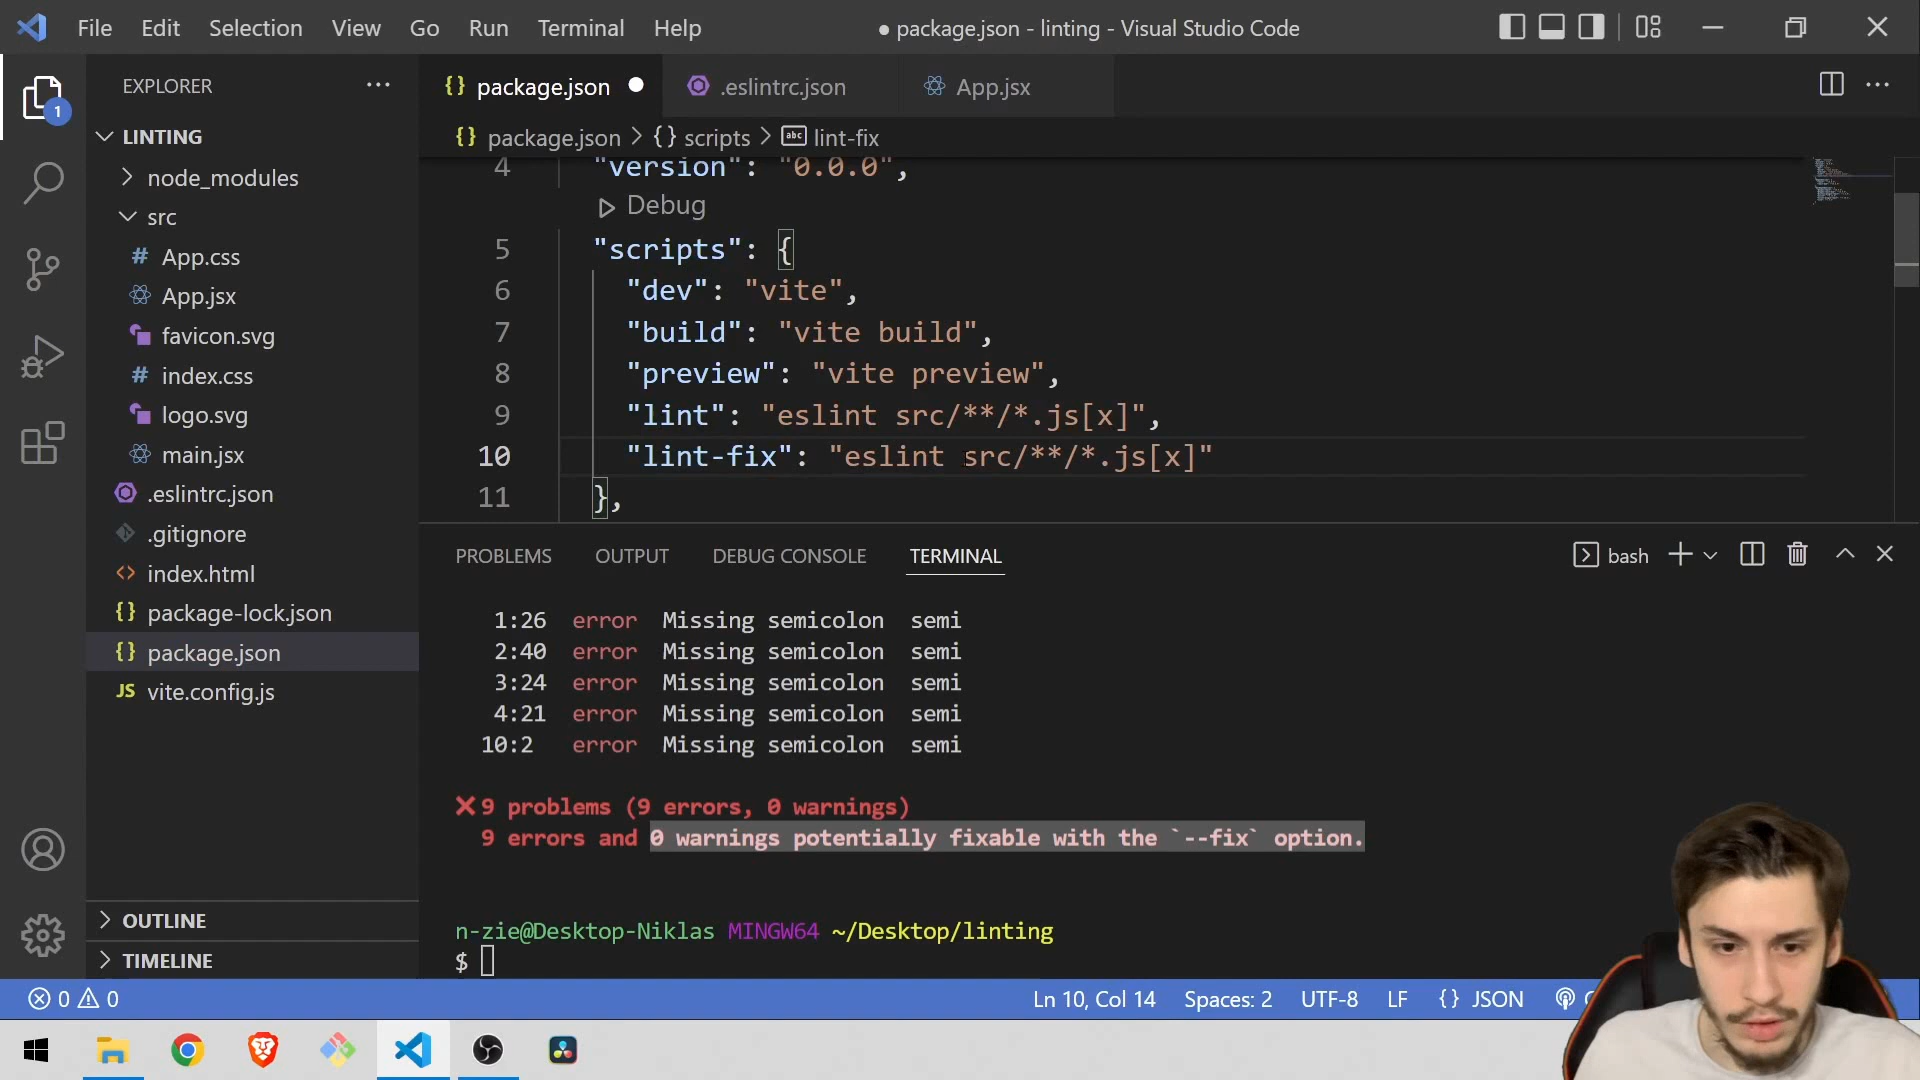 File Edit Selection View Go Run Terminal Help
● package.json - linting - Visual Studio Code
EXPLORER
LINTING
node_modules
src
# App.css
App.jsx
favicon.svg
# index.css
logo.svg
main.jsx
.eslintrc.json
.gitignore
<> index.html
{} package-lock.json
{} package.json
JS vite.config.js
OUTLINE
TIMELINE
1
{} package.json ●
.eslintrc.json
App.jsx
{} package.json > {} scripts > abc lint-fix
4 "version": "0.0.0",
Debug
5 "scripts": {
6 "dev": "vite",
7 "build": "vite build",
8 "preview": "vite preview",
9 "lint": "eslint src/**/*.js[x]",
10 "lint-fix": "eslint src/**/*.js[x]"
11 },
PROBLEMS OUTPUT DEBUG CONSOLE TERMINAL
bash
1:26 error Missing semicolon semi
2:40 error Missing semicolon semi
3:24 error Missing semicolon semi
4:21 error Missing semicolon semi
10:2 error Missing semicolon semi
9 problems (9 errors, 0 warnings)
9 errors and 0 warnings potentially fixable with the `--fix` option.
n-zie@Desktop-Niklas MINGW64 ~/Desktop/linting
$
0 0
Ln 10, Col 14 Spaces: 2 UTF-8 LF {} JSON